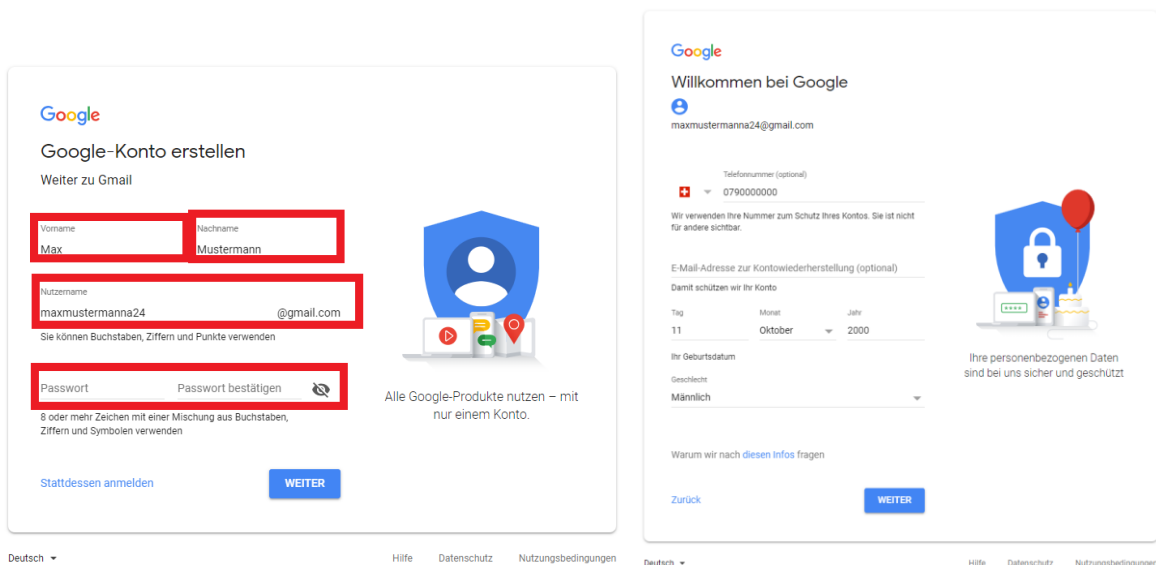 Google
Google-Konto erstellen
Weiter zu Gmail
Vorname
Max
Nachname
Mustermann
Nutzername
maxmustermanna24 @gmail.com
Sie können Buchstaben, Ziffern und Punkte verwenden
Passwort Passwort bestätigen
8 oder mehr Zeichen mit einer Mischung aus Buchstaben,
Ziffern und Symbolen verwenden
Stattdessen anmelden WEITER
Alle Google-Produkte nutzen – mit
nur einem Konto.
Deutsch Hilfe Datenschutz Nutzungsbedingungen
Google
Willkommen bei Google
maxmustermanna24@gmail.com
Telefonnummer (optional)
0790000000
Wir verwenden Ihre Nummer zum Schutz Ihres Kontos. Sie ist nicht
für andere sichtbar.
E-Mail-Adresse zur Kontowiederherstellung (optional)
Damit schützen wir Ihr Konto
Tag Monat Jahr
11 Oktober 2000
Ihr Geburtsdatum
Geschlecht
Männlich
Warum wir nach diesen Infos fragen
Zurück WEITER
Ihre personenbezogenen Daten
sind bei uns sicher und geschützt
Deutsch Hilfe Datenschutz Nutzungsbedingungen